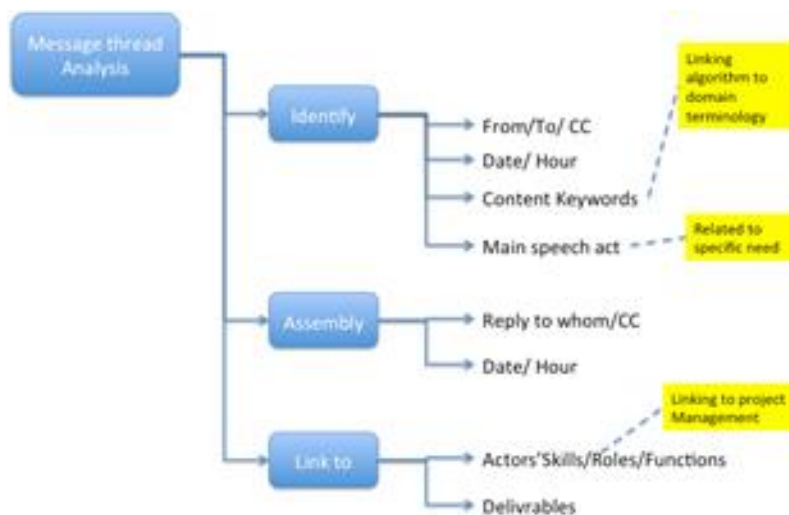 Message thread
Analysis
Identify
From/To/ CC
Date/ Hour
Content Keywords
Main speech act
Linking
algorithm to
domain
terminology
Related to
specific need
Assembly
Reply to whom/CC
Date/ Hour
Linking to project
Management
Link to
Actors'Skills/Roles/Functions
Delivrables